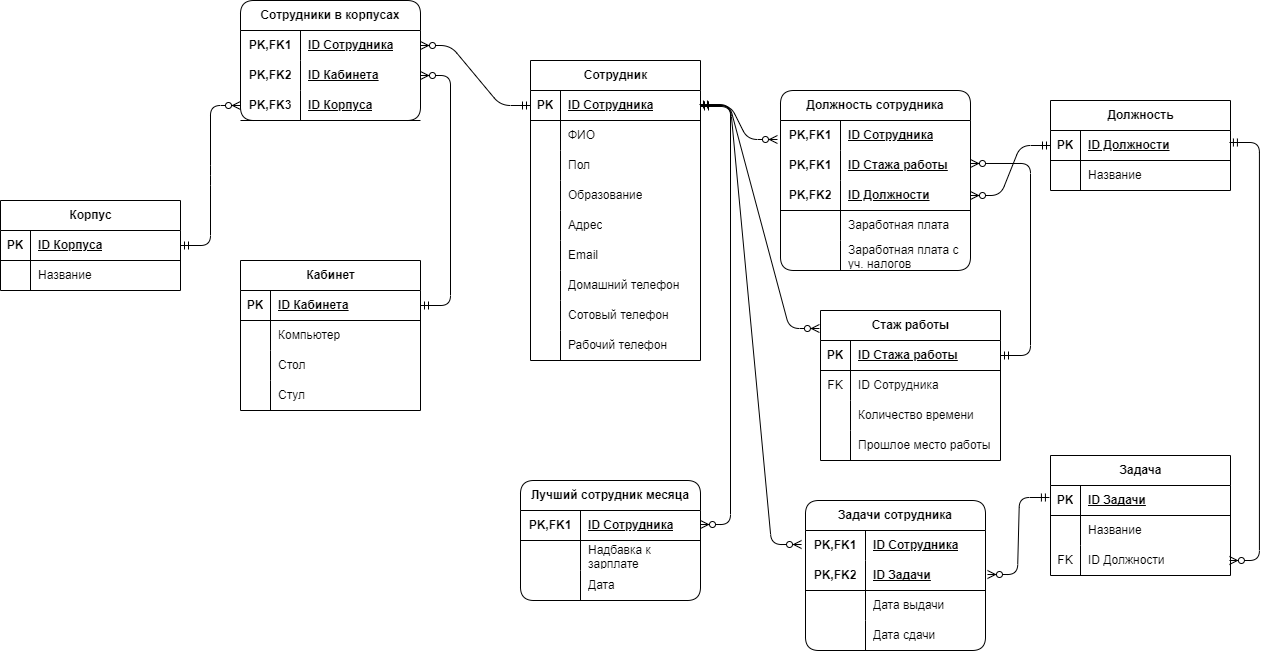 Сотрудники в корпусах
PK,FK1 ID Сотрудника
PK,FK2 ID Кабинета
PK,FK3 ID Корпуса
Корпус
PK ID Корпуса
Название
Кабинет
PK ID Кабинета
Компьютер
Стол
Стул
Сотрудник
PK ID Сотрудника
ФИО
Пол
Образование
Адрес
Email
Домашний телефон
Сотовый телефон
Рабочий телефон
Лучший сотрудник месяца
PK,FK1 ID Сотрудника
Надбавка к
зарплате
Дата
Должность сотрудника
PK,FK1 ID Сотрудника
PK,FK1 ID Стажа работы
PK,FK2 ID Должности
Заработная плата
Заработная плата с
уч. налогов
Стаж работы
PK ID Стажа работы
FK ID Сотрудника
Количество времени
Прошлое место работы
Задачи сотрудника
PK,FK1 ID Сотрудника
PK,FK2 ID Задачи
Дата выдачи
Дата сдачи
Должность
PK ID Должности
Название
Задача
PK ID Задачи
Название
FK ID Должности